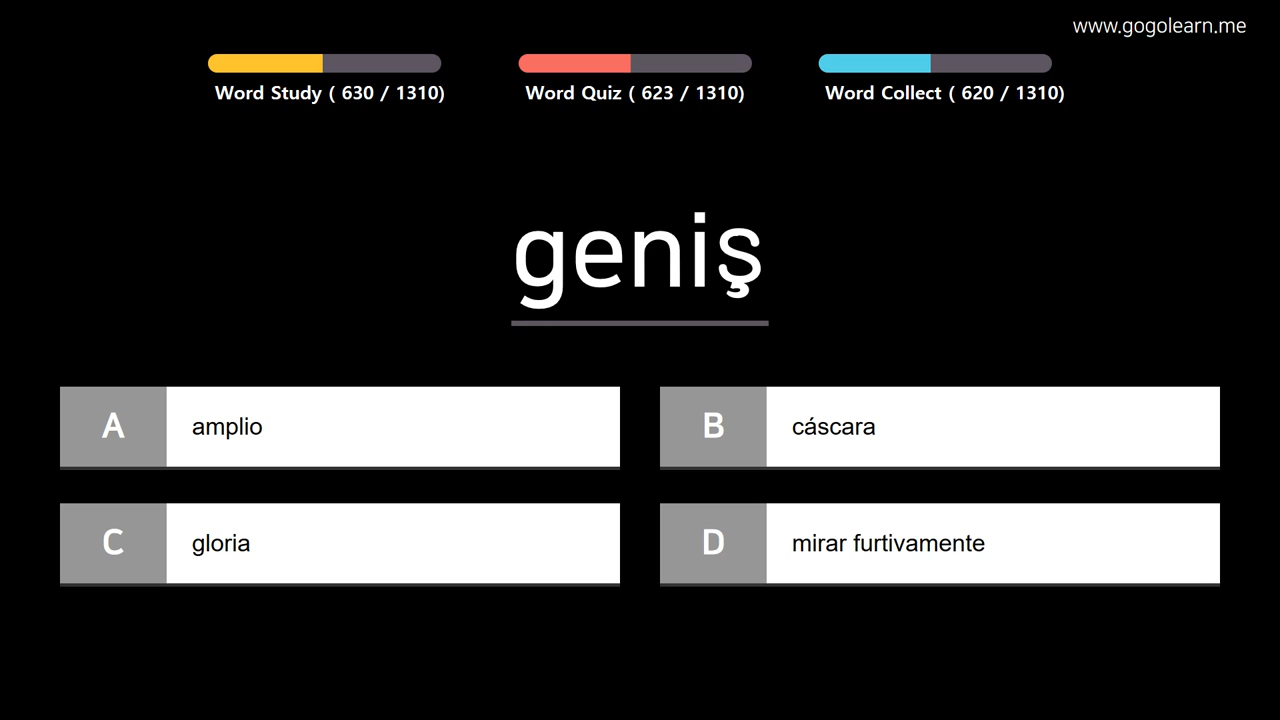 www.gogolearn.me
Word Study ( 630 / 1310)
Word Quiz ( 623 / 1310)
Word Collect ( 620 / 1310)
geniş
A amplio
B cáscara
C gloria
D mirar furtivamente